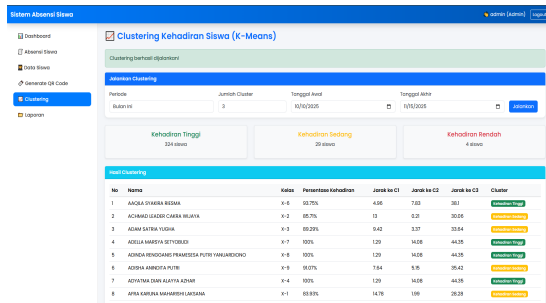 Sistem Absensi Siswa
admin [Admin]
Logout
Dashboard
Absensi Siswa
Data Siswa
Generate QR Code
Clustering
Laporan
Clustering Kehadiran Siswa (K-Means)
Clustering berhasil dijalankan!
Jalankan Clustering
Periode Jumlah Cluster Tanggal Awal Tanggal Akhir
Bulan Ini 3 10/10/2025 11/15/2025 Jalankan
Kehadiran Tinggi Kehadiran Sedang Kehadiran Rendah
324 siswa 29 siswa 4 siswa
Hasil Clustering
No Nama Kelas Persentase Kehadiran Jarak ke C1 Jarak ke C2 Jarak ke C3 Cluster
1 AAQILA SYAKIRA RIESMA X-6 93.75% 4.96 7.83 38.1 Kehadiran Tinggi
2 ACHMAD LEADER CAKRA WIJAYA X-2 85.71% 13 0.21 30.06 Kehadiran Sedang
3 ADAM SATRIA YUGHA X-3 89.29% 9.42 3.37 33.64 Kehadiran Sedang
4 ADELLA MARSYA SETYOBUDI X-7 100% 1.29 14.08 44.35 Kehadiran Tinggi
5 ADINDA RENGGANIS PRAMESESA PUTRI YANUARDIONO X-8 100% 1.29 14.08 44.35 Kehadiran Tinggi
6 ADISHA ANINDITA PUTRI X-9 91.07% 7.64 5.15 35.42 Kehadiran Sedang
7 ADYATMA DIAN ALAYYA AZHAR X-4 100% 1.29 14.08 44.35 Kehadiran Tinggi
8 AFRA KARUNA MAHARISHI LAKSANA X-1 83.93% 14.78 1.99 28.28 Kehadiran Sedang